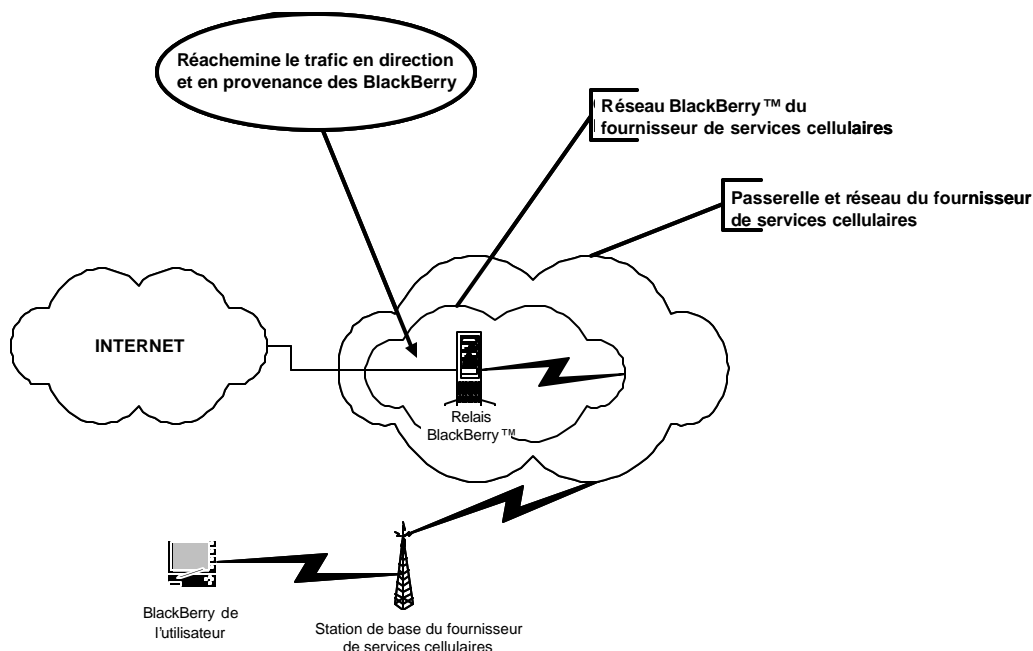 Réachemine le trafic en direction
et en provenance des BlackBerry
Réseau BlackBerry™ du
fournisseur de services cellulaires
Passerelle et réseau du fournisseur
de services cellulaires
INTERNET
Relais
BlackBerry™
BlackBerry de
l'utilisateur
Station de base du fournisseur
de services cellulaires